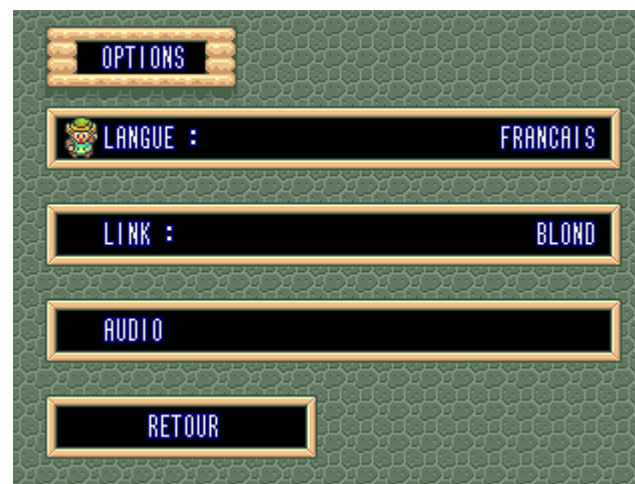 OPTIONS
LANGUE : FRANCAIS
LINK : BLOND
AUDIO
RETOUR